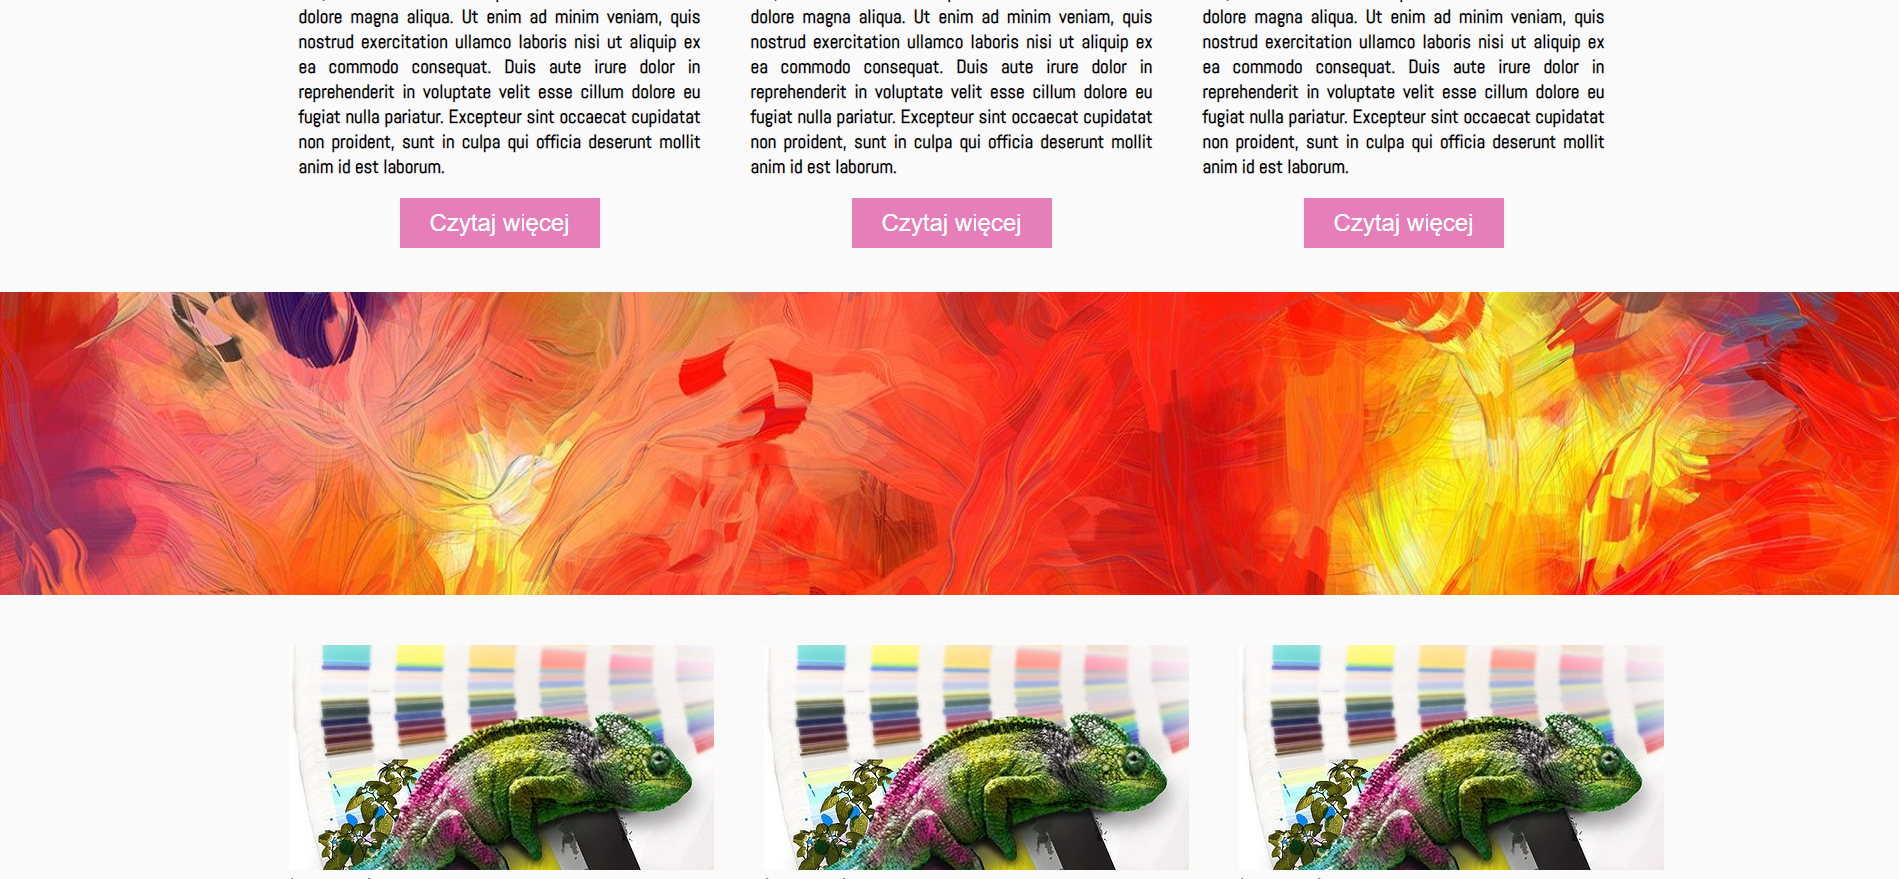 dolore magna aliqua. Ut enim ad minim veniam, quis
nostrud exercitation ullamco laboris nisi ut aliquip ex
ea commodo consequat. Duis aute irure dolor in
reprehenderit in voluptate velit esse cillum dolore eu
fugiat nulla pariatur. Excepteur sint occaecat cupidatat
non proident, sunt in culpa qui officia deserunt mollit
anim id est laborum.
Czytaj więcej
dolore magna aliqua. Ut enim ad minim veniam, quis
nostrud exercitation ullamco laboris nisi ut aliquip ex
ea commodo consequat. Duis aute irure dolor in
reprehenderit in voluptate velit esse cillum dolore eu
fugiat nulla pariatur. Excepteur sint occaecat cupidatat
non proident, sunt in culpa qui officia deserunt mollit
anim id est laborum.
Czytaj więcej
dolore magna aliqua. Ut enim ad minim veniam, quis
nostrud exercitation ullamco laboris nisi ut aliquip ex
ea commodo consequat. Duis aute irure dolor in
reprehenderit in voluptate velit esse cillum dolore eu
fugiat nulla pariatur. Excepteur sint occaecat cupidatat
non proident, sunt in culpa qui officia deserunt mollit
anim id est laborum.
Czytaj więcej